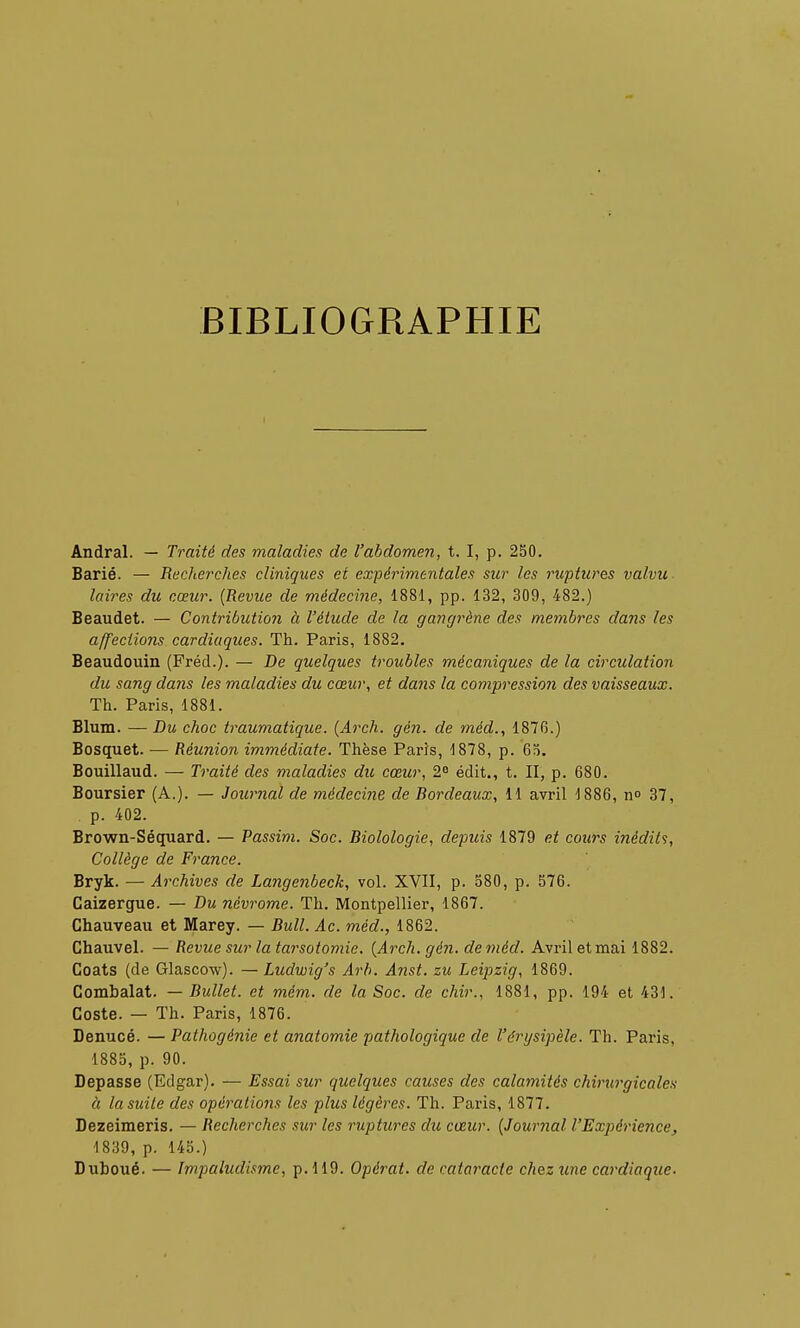 BIBLIOGRAPHIE
Andral. — Traité des maladies de l'abdomen, t. I, p. 250.
Barié. — Recherches cliniques et expérimentales sur les ruptures valvu
laires du cœur. (Revue de médecine, 1881, pp. 132, 309, 482.)
Beaudet. — Contribution à l'étude de la gangrène des membres dans les
affections cardiaques. Th. Paris, 1882.
Beaudouin (Fréd.). — De quelques troubles mécaniques de la circulation
du sang dans les maladies du cœur, et dans la compression des vaisseaux.
Th. Paris, 1881.
Blum. — Du choc traumatique. (Arch. gén. de méd., 1876.)
Bosquet. — Réunion immédiate. Thèse Paris, 1878, p. 65.
Bouillaud. — Traité des maladies du cœur, 2e édit., t. II, p. 680.
Boursier (A.). — Journal de médecine de Bordeaux, 11 avril 1886, no 37,
p. 402.
Brown-Séquard. — Passim. Soc. Biolologie, depuis 1879 et cours inédits,
Collège de France.
Bryk. — Archives de Langenbeck, vol. XVII, p. 580, p. 576.
Caizergue. — Du névrome. Th. Montpellier, 1867.
Chauveau et Marey. — Bull. Ac. méd., 1862.
Chauvel. — Revue sur la tarsotomie. (Arch. gén. de méd. Avril et mai 1882.
Coats (de Glascow). — Ludwig's Arb. Anst. zu Leipzig, 1869.
Combalat. — Bullet. et mém. de la Soc. de chir., 1881, pp. 194 et 431.
Coste. — Th. Paris, 1876.
Denucé. — Pathogénie et anatomie pathologique de l'érysipèle. Th. Paris,
1885, p. 90.
Depasse (Edgar). — Essai sur quelques causes des calamités chirurgicales
à la suite des opérations les plus légères. Th. Paris, 1877.
Dezeimeris. — Recherches sur les ruptures du cœur. (Journal l'Expérience,
1839, p. 145.)
Duboué. — Impaludisme, p. 119. Opérat. de cataracte chez une cardiaque.